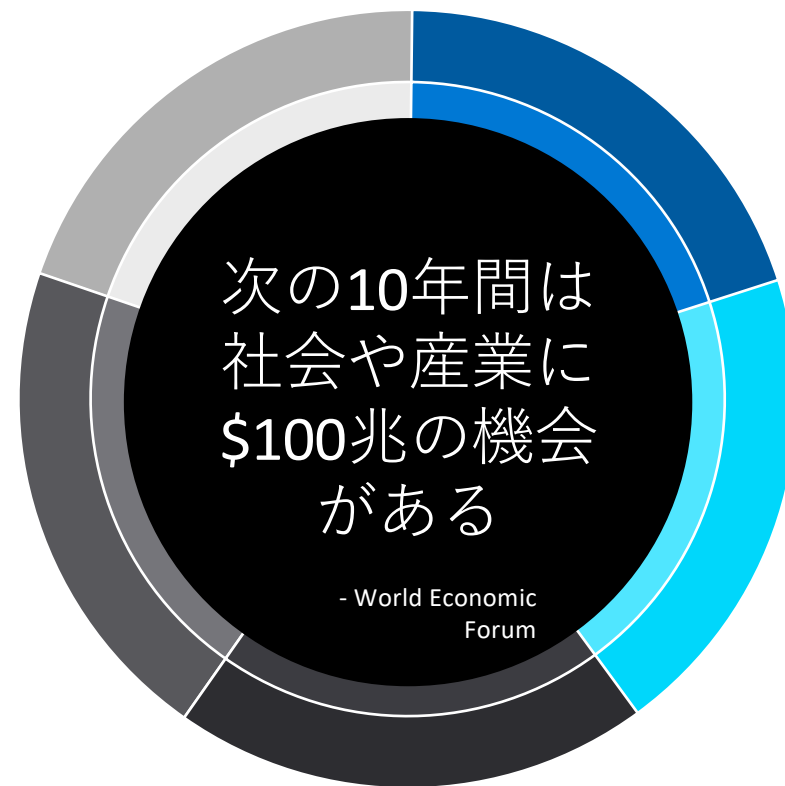 次の10年間は
社会や産業に
$100兆の機会
がある
- World Economic
Forum